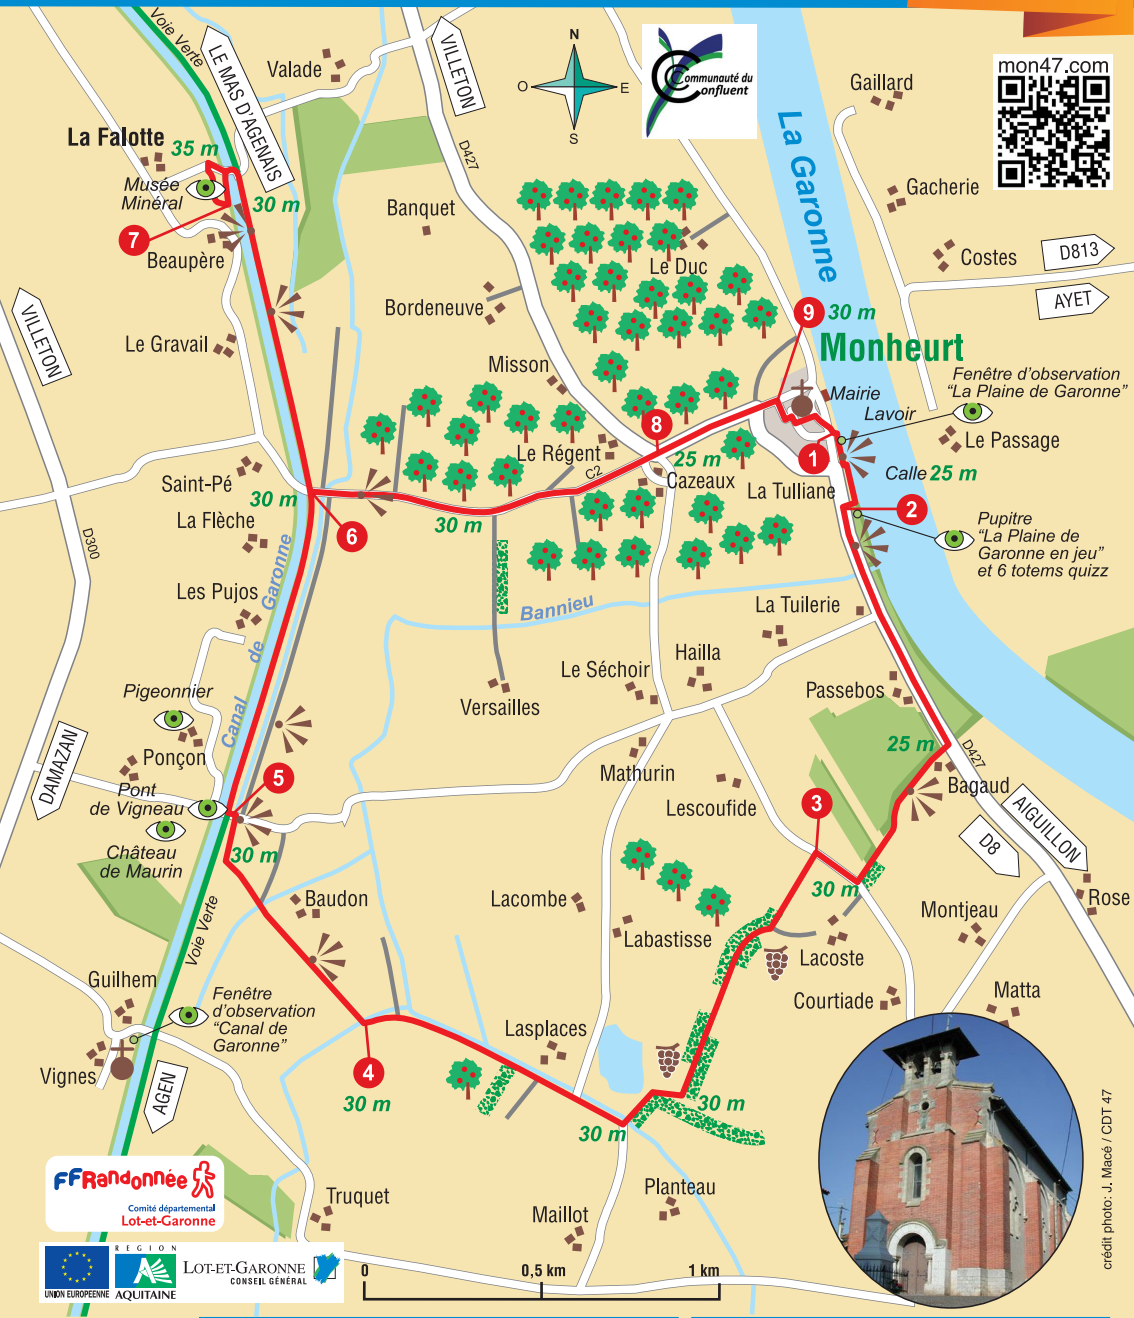 Voie Verte
LE MAS D'AGENAIS
VILLETON
Valade
N
O
E
S
Communauté du
Confluent
La Garonne
Gaillard
mon47.com
La Falotte
35 m
Musée
Minéral
30 m
7
Beaupère
D427
Banquet
Bordeneuve
Le Duc
Gacherie
Costes
D813
AYET
VILLETON
Le Gravail
Misson
9
30 m
Monheurt
Mairie
Lavoir
Fenêtre d'observation
"La Plaine de Garonne"
Le Passage
8
25 m
Le Régent
C2
Cazeaux
1
La Tulliane
Calle
25 m
2
Pupitre
"La Plaine de
Garonne en jeu"
et 6 totems quizz
Saint-Pé
30 m
6
30 m
La Flèche
D300
Les Pujos
Canal de Garonne
Bannieu
La Tuilerie
Hailla
Le Séchoir
Versailles
Passebos
Pigeonnier
Ponçon
DAMAZAN
Pont
de Vigneau
Château
de Maurin
5
30 m
Mathurin
Lescoufide
25 m
D427
Bagaud
3
30 m
AIGUILLON
D8
Rose
Baudon
Lacombe
Labastisse
Lacoste
Montjeau
Courtiade
Matta
Voie Verte
Guilhem
Fenêtre
d'observation
"Canal de
Garonne"
Vignes
AGEN
Lasplaces
4
30 m
30 m
30 m
Planteau
Maillot
Truquet
FFRandonnée
Comité départemental
Lot-et-Garonne
UNION EUROPEENNE
REGION
AQUITAINE
LOT-ET-GARONNE
CONSEIL GÉNÉRAL
0
0,5 km
1 km
crédit photo: J. Macé / CDT 47